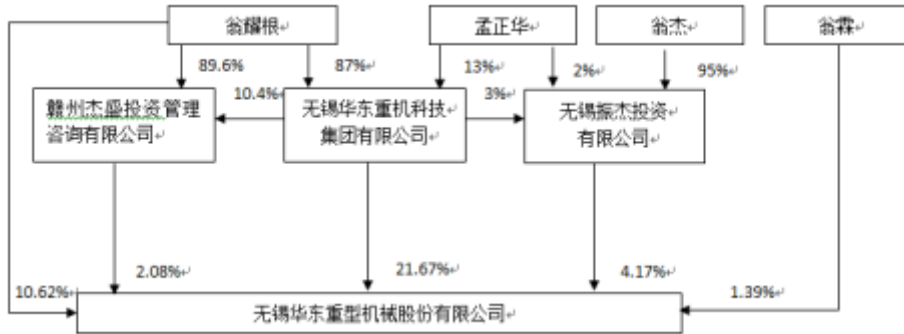 翁耀根
孟正华
翁杰
翁霖
89.6%
87%
13%
2%
95%
赣州杰盛投资管理
咨询有限公司
10.4%
无锡华东重机科技
集团有限公司
3%
无锡振杰投资
有限公司
10.62%
2.08%
21.67%
4.17%
1.39%
无锡华东重型机械股份有限公司